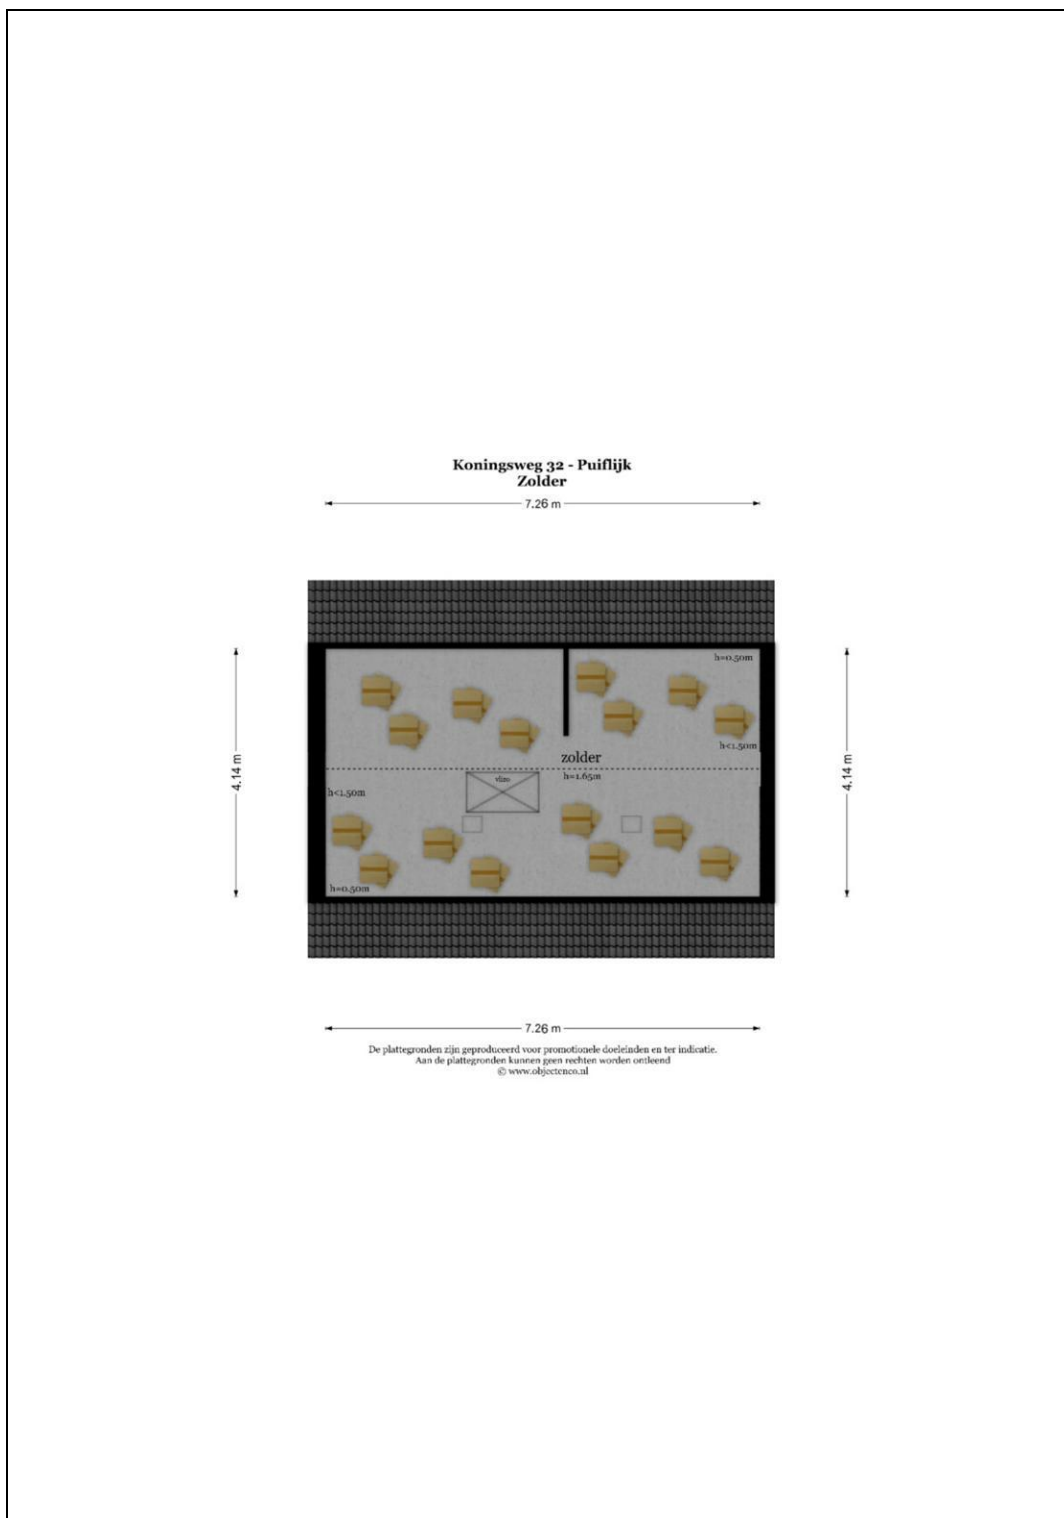 Koningsweg 32 - Puiflijk
Zolder
7.26 m
h=0.50m
h<1.50m
zolder
h=1.65m
vlizo
h<1.50m
h=0.50m
4.14 m
4.14 m
7.26 m
De plattegronden zijn geproduceerd voor promotionele doeleinden en ter indicatie.
Aan de plattegronden kunnen geen rechten worden ontleend
© www.objectenco.nl